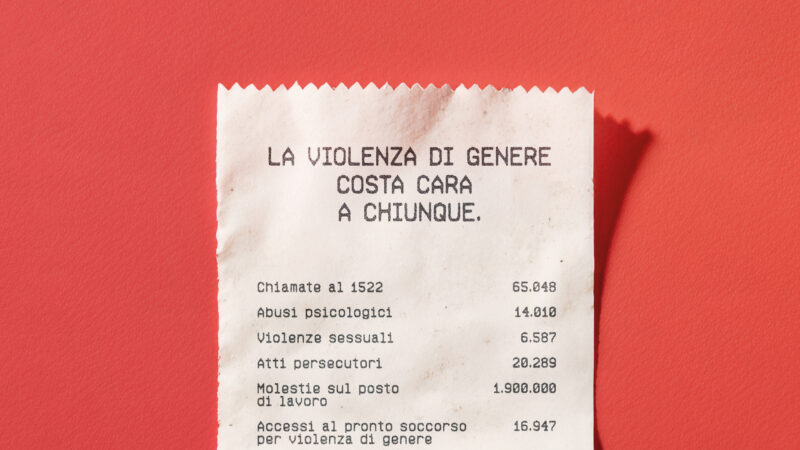 LA VIOLENZA DI GENERE
COSTA CARA
A CHIUNQUE.
Chiamate al 1522 65.048
Abusi psicologici 14.010
Violenze sessuali 6.587
Atti persecutori 20.289
Molestie sul posto 1.900.000
di lavoro
Accessi al pronto soccorso 16.947
per violenza di genere